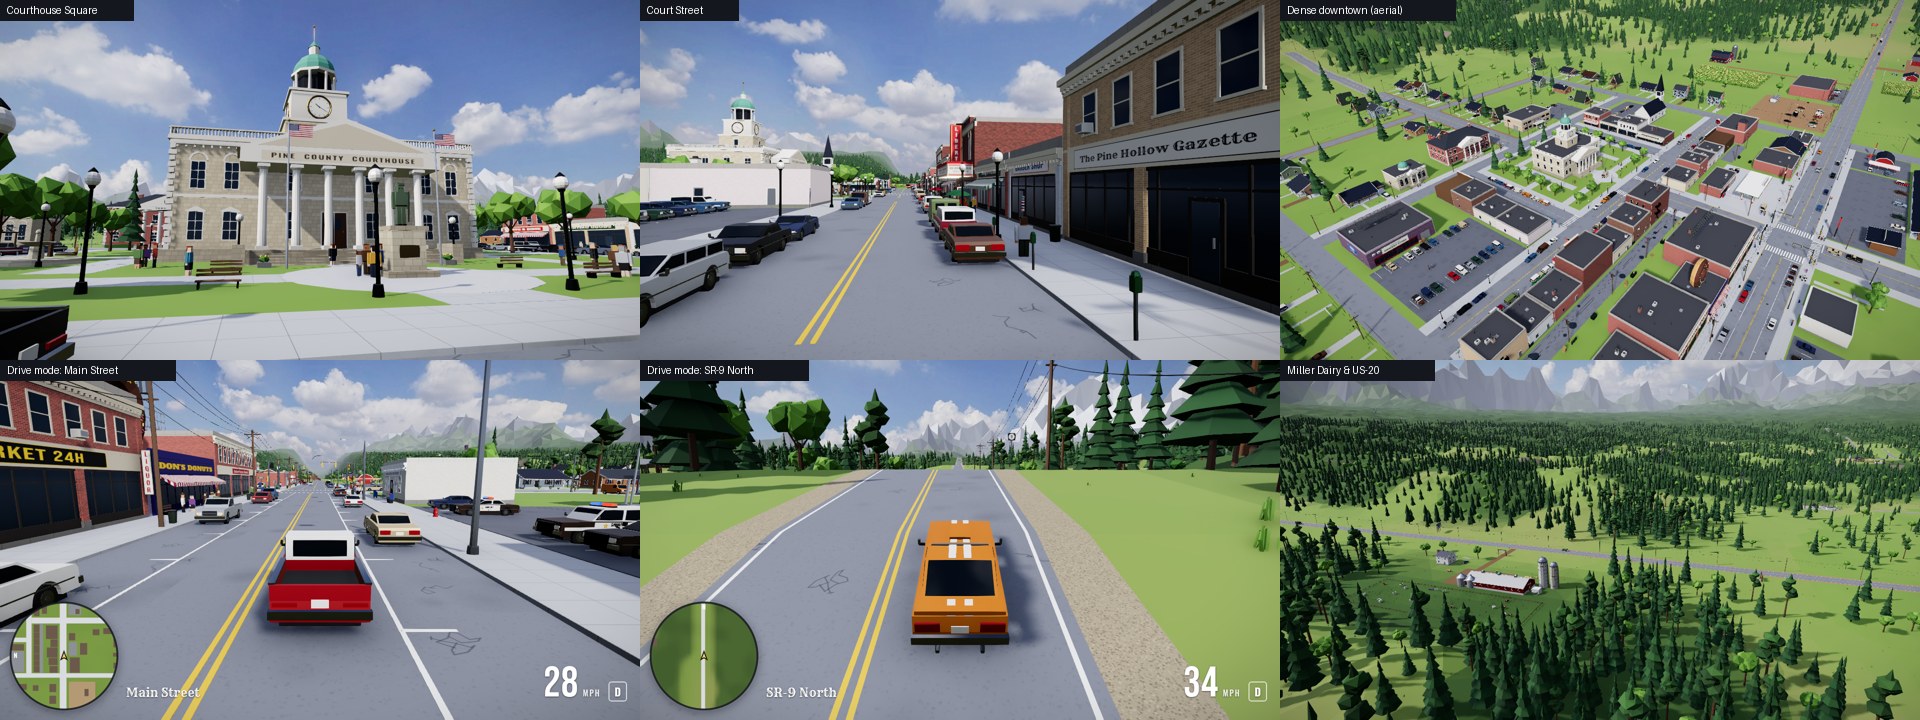 Courthouse Square
PINE COUNTY COURTHOUSE
Court Street
The Pine Hollow Gazette
Dense downtown (aerial)
Drive mode: Main Street
RKET 24H
LIQUOR
DON'S DONUTS
Main Street
28 MPH D
Drive mode: SR-9 North
SR-9 North
34 MPH D
Miller Dairy & US-20